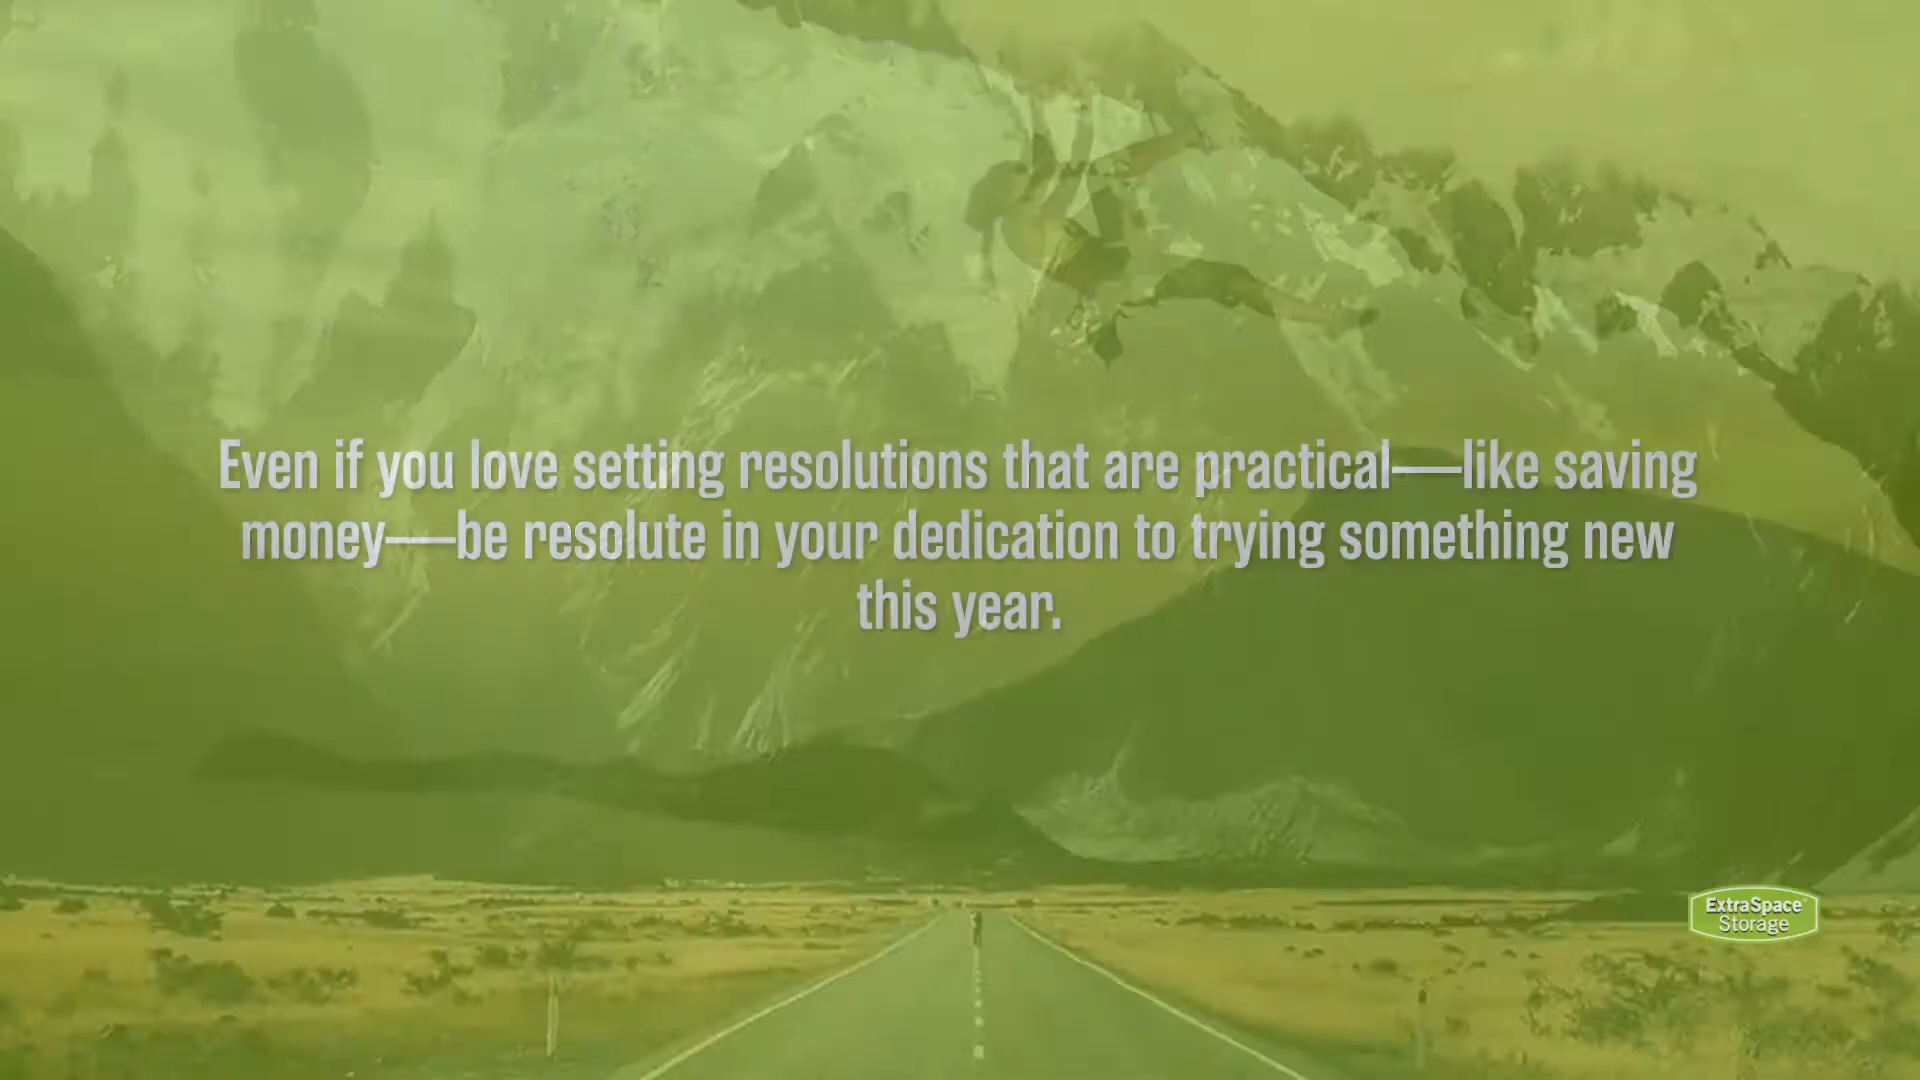 Even if you love setting resolutions that are practical—like saving
money—be resolute in your dedication to trying something new
this year.
ExtraSpace
Storage